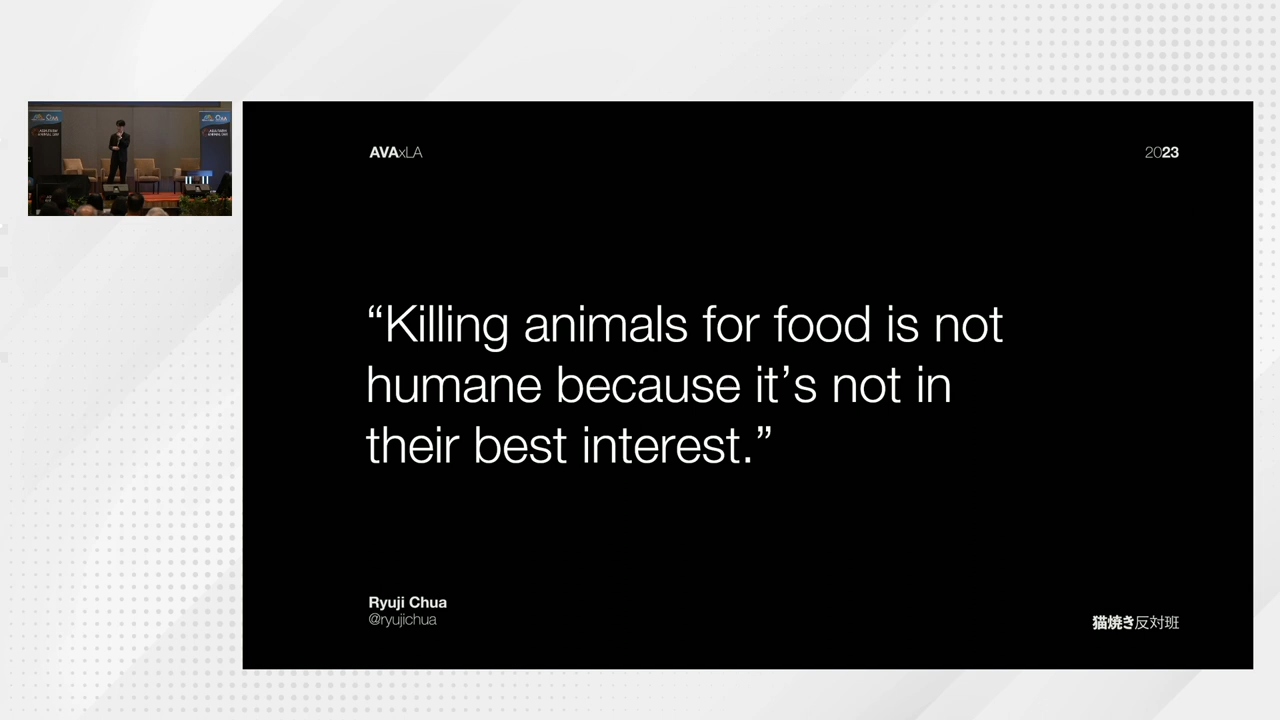 AVAxLA
2023
“Killing animals for food is not
humane because it’s not in
their best interest.”
Ryuji Chua
@ryujichua
猫焼き反対班